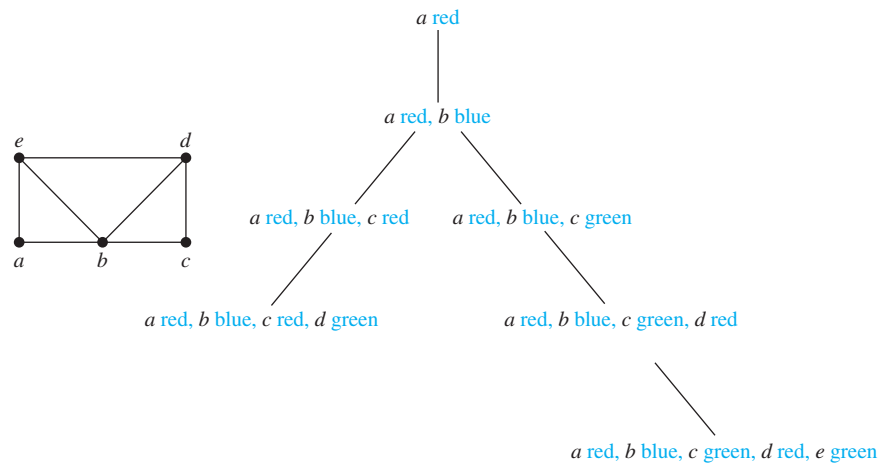 a red
a red, b blue
e d
a red, b blue, c red a red, b blue, c green
a b c
a red, b blue, c red, d green a red, b blue, c green, d red
a red, b blue, c green, d red, e green